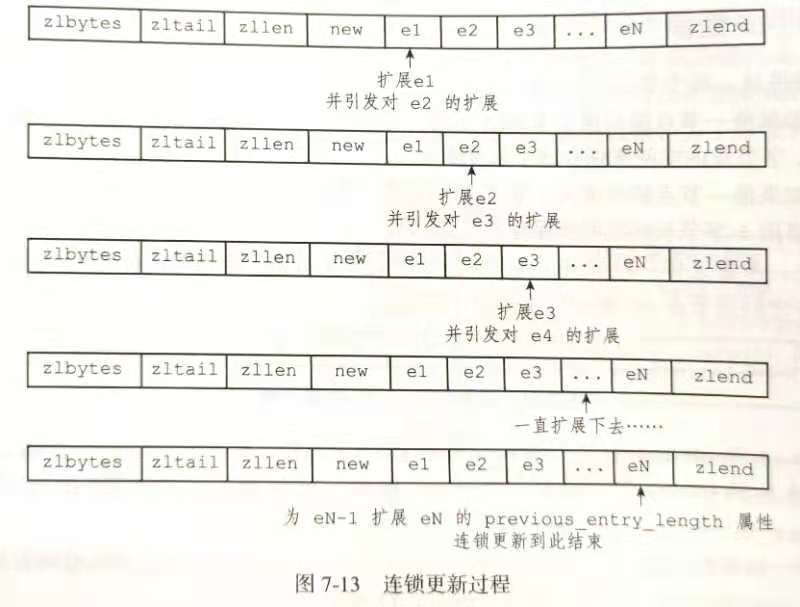 zlbytes zltail zllen new e1 e2 e3 ... eN zlend
扩展e1
并引发对 e2 的扩展
zlbytes zltail zllen new e1 e2 e3 ... eN zlend
扩展e2
并引发对 e3 的扩展
zlbytes zltail zllen new e1 e2 e3 ... eN zlend
扩展e3
并引发对 e4 的扩展
zlbytes zltail zllen new e1 e2 e3 ... eN zlend
一直扩展下去……
zlbytes zltail zllen new e1 e2 e3 ... eN zlend
为 eN-1 扩展 eN 的 previous_entry_length 属性
连锁更新到此结束
图 7-13 连锁更新过程